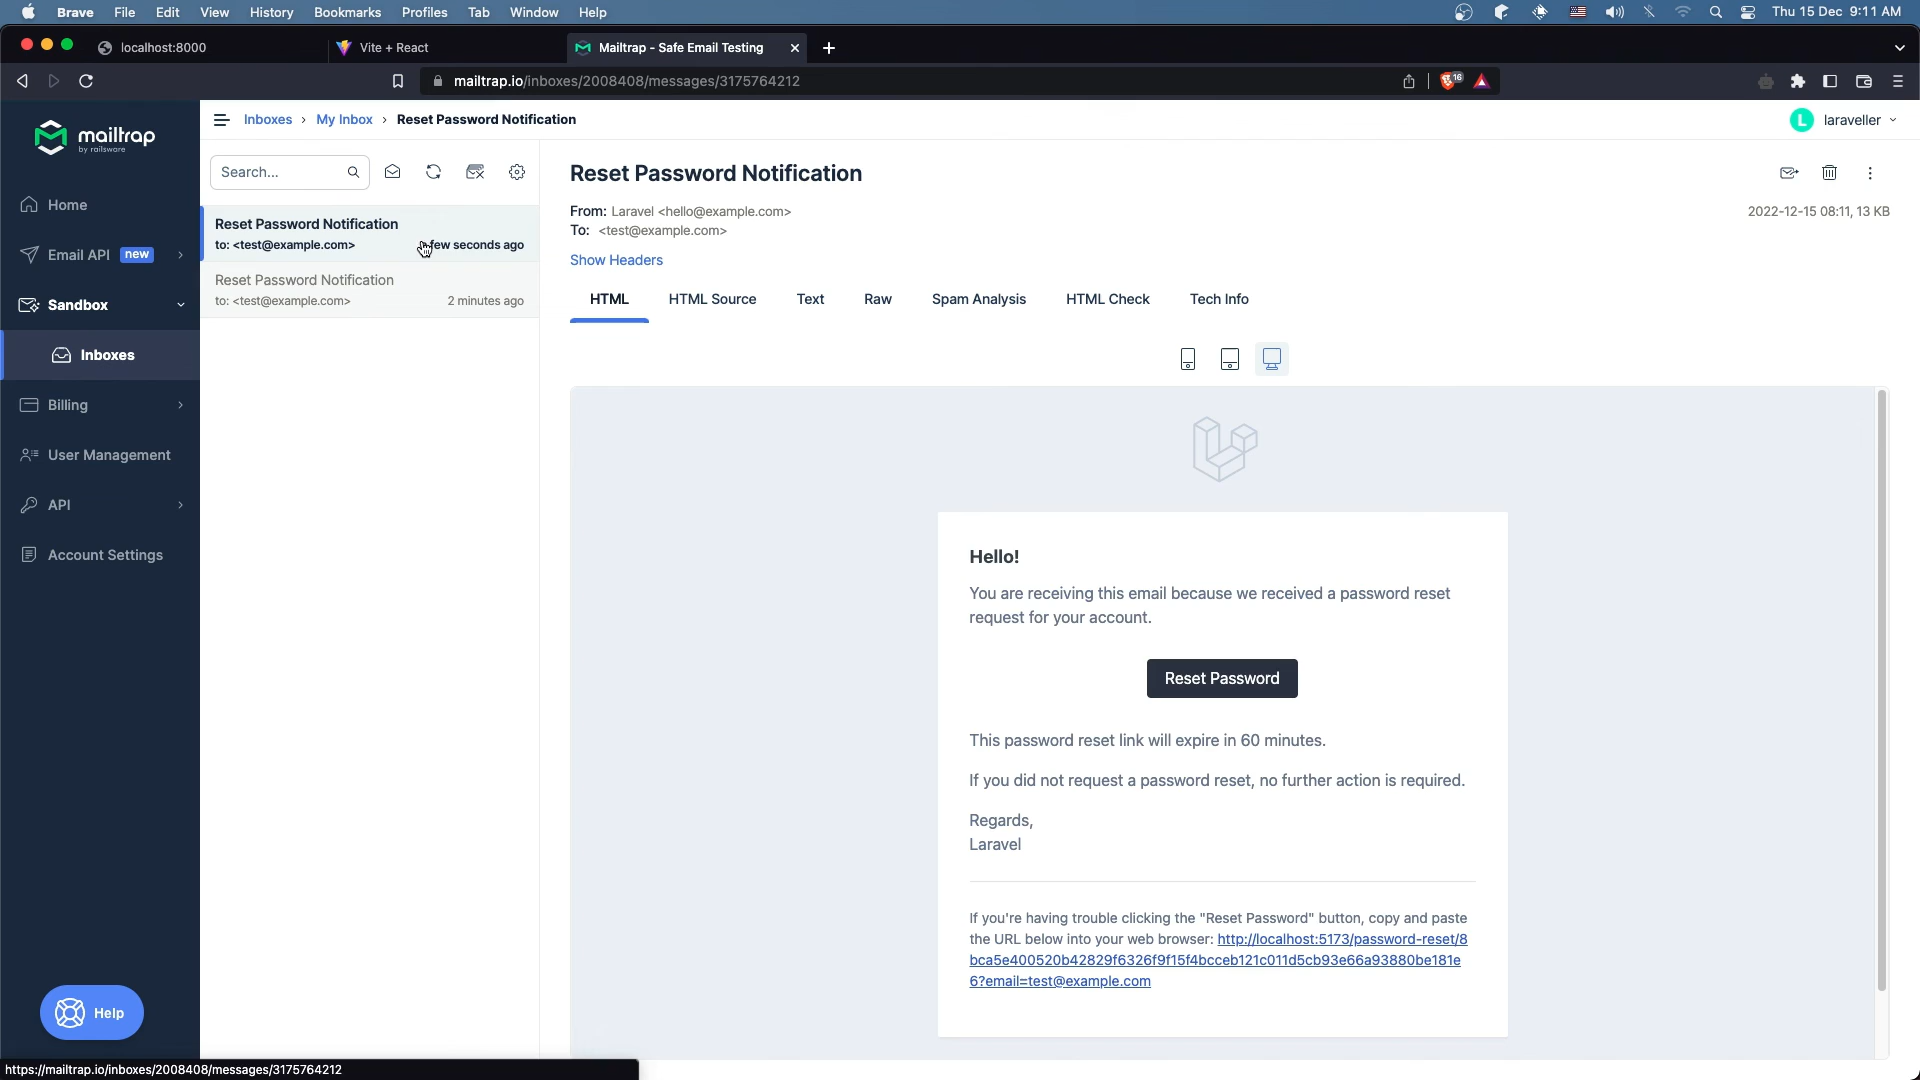 Brave File Edit View History Bookmarks Profiles Tab Window Help
Thu 15 Dec 9:11 AM
localhost:8000
Vite + React
Mailtrap - Safe Email Testing
mailtrap.io/inboxes/2008408/messages/3175764212
16
mailtrap
by railsware
Inboxes > My Inbox > Reset Password Notification
L laraveller
Home
Email API new
Sandbox
Inboxes
Billing
User Management
API
Account Settings
Help
Search...
Reset Password Notification
to: <test@example.com> a few seconds ago
Reset Password Notification
to: <test@example.com> 2 minutes ago
Reset Password Notification
From: Laravel <hello@example.com>
2022-12-15 08:11, 13 KB
To: <test@example.com>
Show Headers
HTML HTML Source Text Raw Spam Analysis HTML Check Tech Info
Hello!
You are receiving this email because we received a password reset
request for your account.
Reset Password
This password reset link will expire in 60 minutes.
If you did not request a password reset, no further action is required.
Regards,
Laravel
If you're having trouble clicking the "Reset Password" button, copy and paste
the URL below into your web browser: http://localhost:5173/password-reset/8
bca5e400520b42829f6326f9f15f4bcceb121c011d5cb93e66a93880be181e
6?email=test@example.com
https://mailtrap.io/inboxes/2008408/messages/3175764212